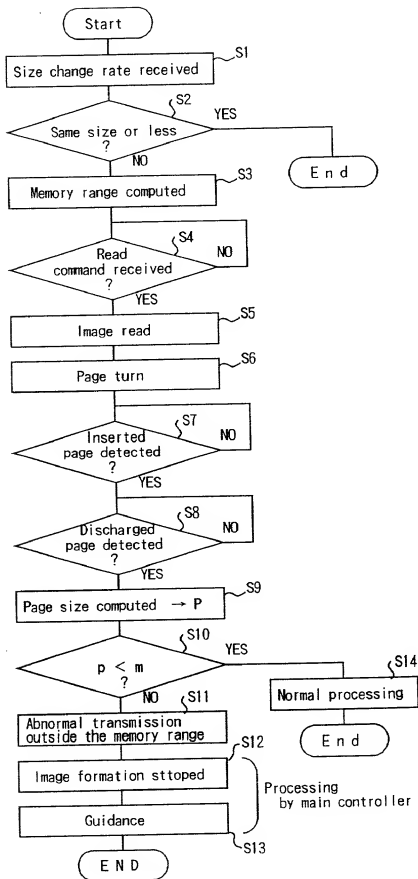 Start
Size change rate received
S1
S2
Same size or less
?
YES
NO
End
Memory range computed
S3
S4
Read
command received
?
NO
YES
Image read
S5
S6
Page turn
S7
Inserted
page detected
?
NO
YES
S8
Discharged
page detected
?
NO
YES
S9
Page size computed → P
S10
p < m
?
YES
NO
S14
Normal processing
End
S11
Abnormal transmission
outside the memory range
S12
Image formation sttoped
Processing
by main controller
Guidance
S13
END